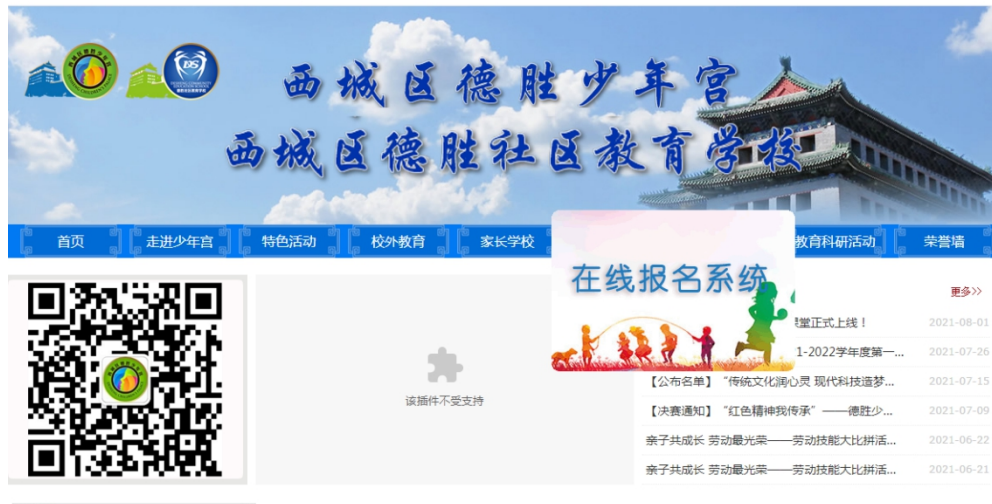 西城区德胜少年宫
西城区德胜社区教育学校
首页
走进少年宫
特色活动
校外教育
家长学校
教育科研活动
荣誉墙
在线报名系统
更多>>
课堂正式上线！ 2021-08-01
1-2022学年度第一... 2021-07-26
【公布名单】“传统文化润心灵 现代科技造梦... 2021-07-15
【决赛通知】“红色精神我传承”——德胜少... 2021-07-09
亲子共成长 劳动最光荣——劳动技能大比拼活... 2021-06-22
亲子共成长 劳动最光荣——劳动技能大比拼活... 2021-06-21
该插件不受支持